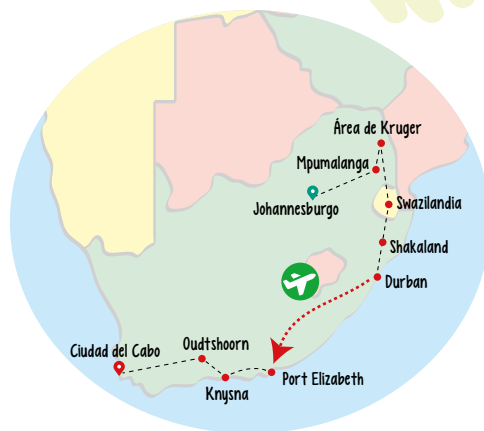 Área de Kruger
Mpumalanga
Johannesburgo
Swazilandia
Shakaland
Durban
Ciudad del Cabo
Oudtshoorn
Knysna
Port Elizabeth